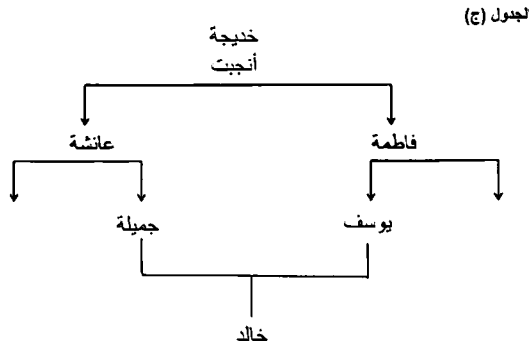 الجدول (ج)
خديجة
أنجبت
فاطمة
عائشة
يوسف
جميلة
خالد